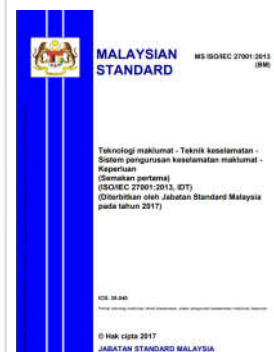 MALAYSIAN
STANDARD
MS ISO/IEC 27001:2013
(BM)
Teknologi maklumat - Teknik keselamatan -
Sistem pengurusan keselamatan maklumat -
Keperluan
(Semakan pertama)
(ISO/IEC 27001:2013, IDT)
(Diterbitkan oleh Jabatan Standard Malaysia
pada tahun 2017)
ICS: 35.040
© Hak cipta 2017
JABATAN STANDARD MALAYSIA